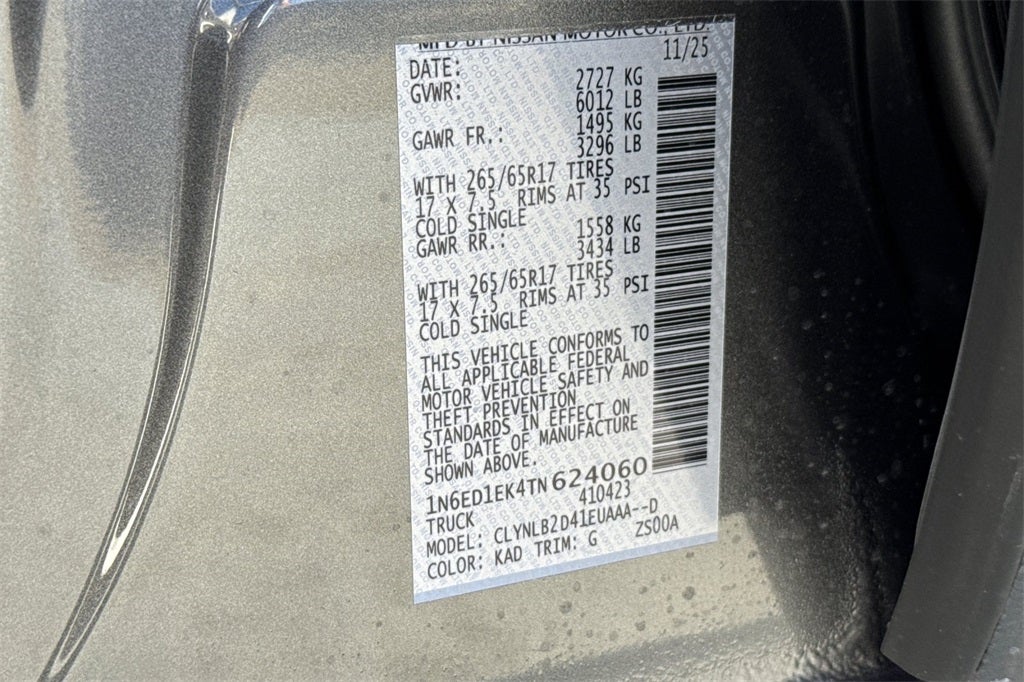 MFD BY NISSAN MOTOR CO., LTD.
DATE: 11/25
GVWR: 2727 KG
6012 LB
GAWR FR.: 1495 KG
3296 LB
WITH 265/65R17 TIRES
17 X 7.5 RIMS AT 35 PSI
COLD SINGLE
GAWR RR.: 1558 KG
3434 LB
WITH 265/65R17 TIRES
17 X 7.5 RIMS AT 35 PSI
COLD SINGLE
THIS VEHICLE CONFORMS TO
ALL APPLICABLE FEDERAL
MOTOR VEHICLE SAFETY AND
THEFT PREVENTION
STANDARDS IN EFFECT ON
THE DATE OF MANUFACTURE
SHOWN ABOVE.
1N6ED1EK4TN624060
TRUCK 410423
MODEL: CLYNLB2D41EUAAA--D
COLOR: KAD TRIM: G ZS00A